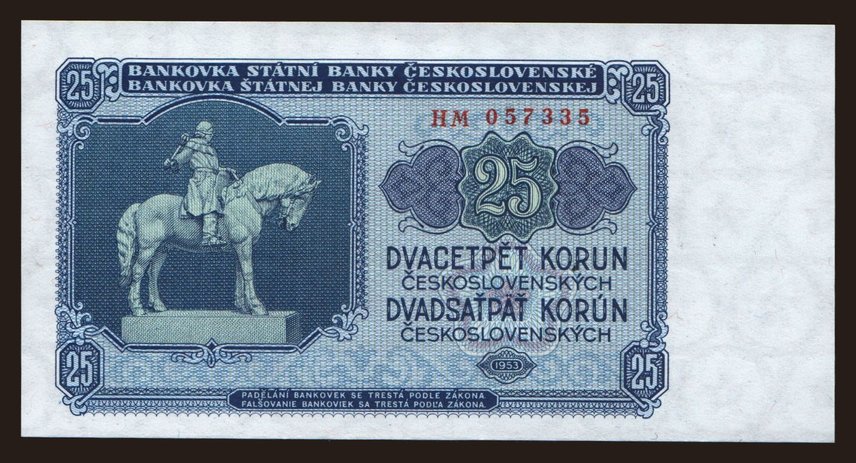 25
BANKOVKA STÁTNÍ BANKY ČESKOSLOVENSKÉ
BANKOVKA ŠTÁTNEJ BANKY ČESKOSLOVENSKEJ
25
HM 057335
25
DVACETPĚT KORUN
ČESKOSLOVENSKÝCH
DVADSAŤPÄŤ KORÚN
ČESKOSLOVENSKÝCH
25
1953
25
PADĚLÁNÍ BANKOVEK SE TRESTÁ PODLE ZÁKONA.
FALŠOVANIE BANKOVIEK SA TRESTÁ PODĽA ZÁKONA.